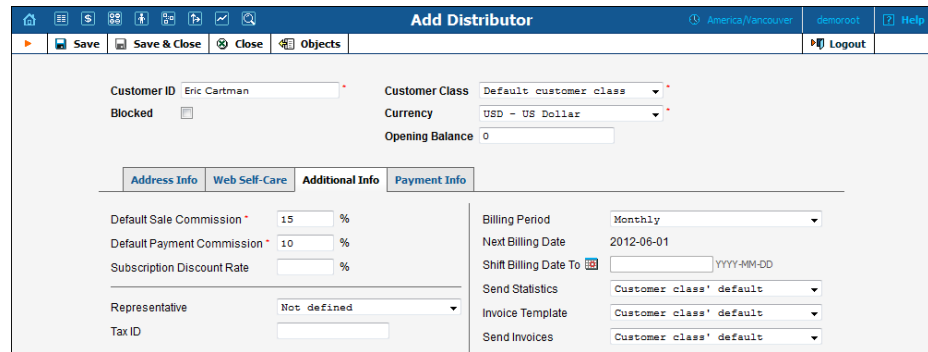 Add Distributor America/Vancouver demoroot ? Help
Save Save & Close Close Objects Logout
Customer ID Eric Cartman * Customer Class Default customer class *
Blocked Currency USD - US Dollar *
Opening Balance 0
Address Info Web Self-Care Additional Info Payment Info
Default Sale Commission * 15 % Billing Period Monthly
Default Payment Commission * 10 % Next Billing Date 2012-06-01
Subscription Discount Rate % Shift Billing Date To YYYY-MM-DD
Send Statistics Customer class' default
Representative Not defined Invoice Template Customer class' default
Tax ID Send Invoices Customer class' default